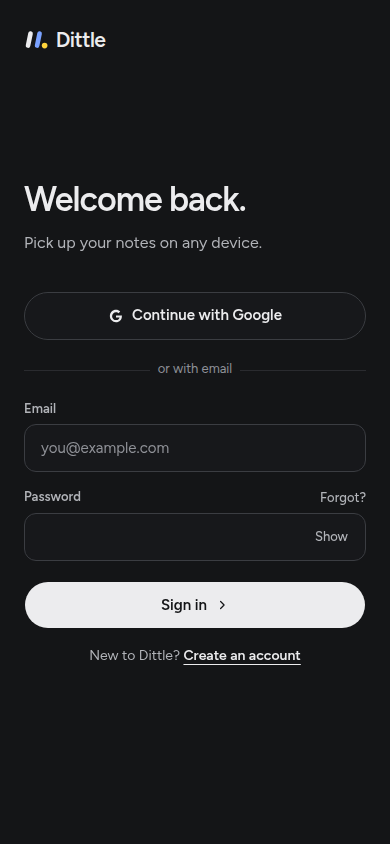 Dittle
Welcome back.
Pick up your notes on any device.
Continue with Google
or with email
Email
you@example.com
Password Forgot?
Show
Sign in
New to Dittle? Create an account